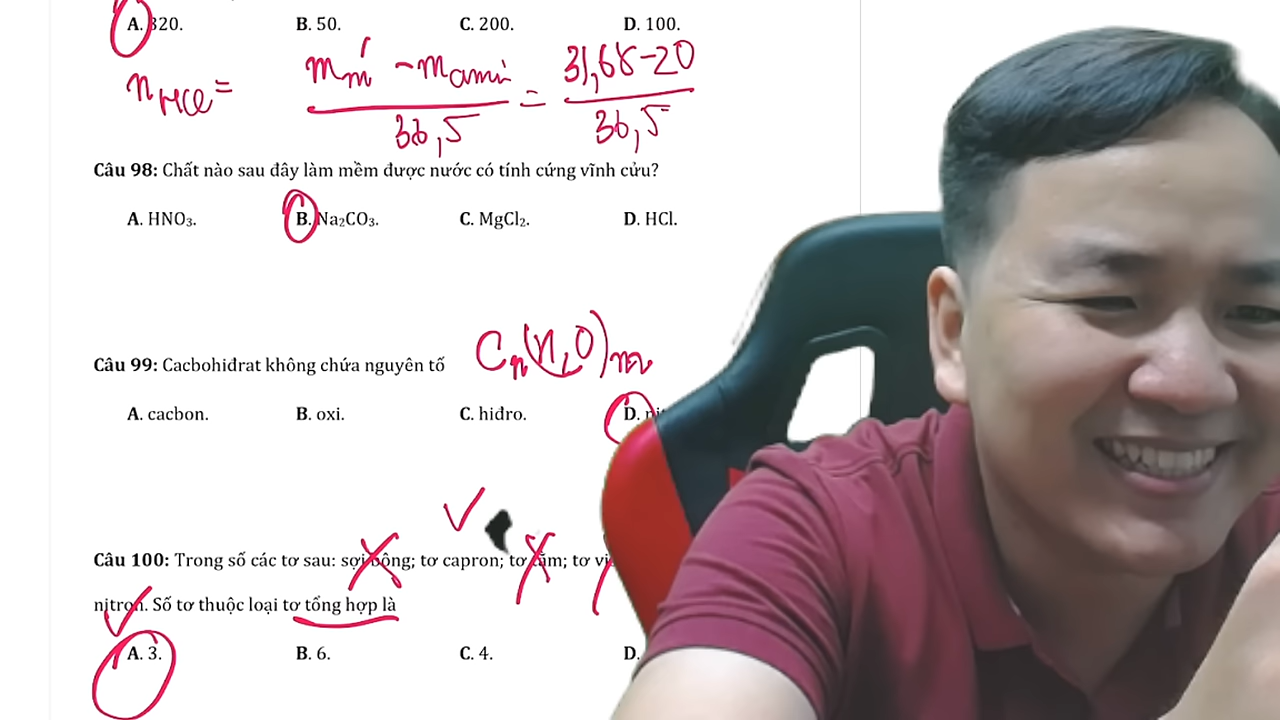 A. 320. B. 50. C. 200. D. 100.
n HCl = m m' - m amin / 36,5 = 31,68-20 / 36,5
Câu 98: Chất nào sau đây làm mềm được nước có tính cứng vĩnh cửu?
A. HNO₃. B. Na₂CO₃. C. MgCl₂. D. HCl.
Câu 99: Cacbohiđrat không chứa nguyên tố Cn(H₂O)m
A. cacbon. B. oxi. C. hiđro. D.
Câu 100: Trong số các tơ sau: sợi bông; tơ capron; tơ tằm; tơ
nitron. Số tơ thuộc loại tơ tổng hợp là
A. 3. B. 6. C. 4. D.